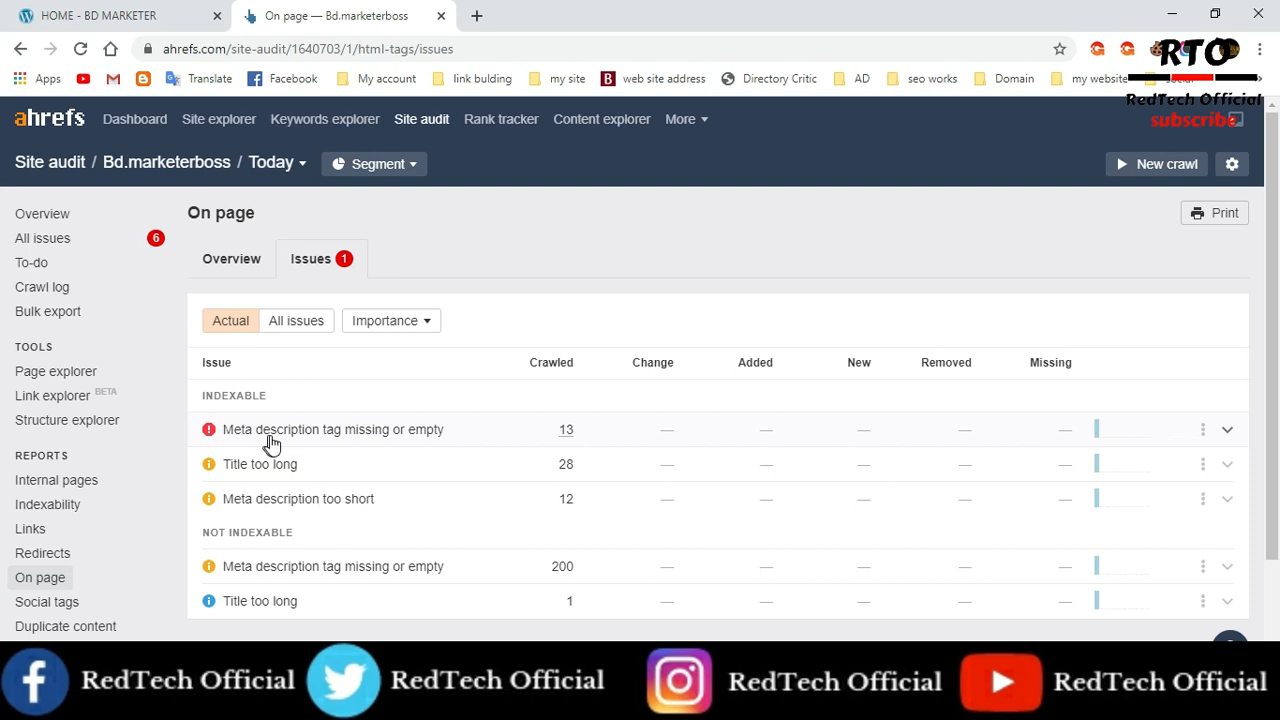 HOME - BD MARKETER
On page — Bd.marketerboss
ahrefs.com/site-audit/1640703/1/html-tags/issues
Apps
Translate
Facebook
My account
link bulding
my site
web site address
Directory Critic
AD
seo works
Domain
my website
RTO
RedTech Official
subscribe
ahrefs
Dashboard
Site explorer
Keywords explorer
Site audit
Rank tracker
Content explorer
More
Site audit / Bd.marketerboss / Today
Segment
New crawl
Overview
All issues 6
To-do
Crawl log
Bulk export
TOOLS
Page explorer
Link explorer BETA
Structure explorer
REPORTS
Internal pages
Indexability
Links
Redirects
On page
Social tags
Duplicate content
On page
Print
Overview
Issues 1
Actual
All issues
Importance
Issue Crawled Change Added New Removed Missing
INDEXABLE
Meta description tag missing or empty 13 — — — — —
Title too long 28 — — — — —
Meta description too short 12 — — — — —
NOT INDEXABLE
Meta description tag missing or empty 200 — — — — —
Title too long 1 — — — — —
RedTech Official
RedTech Official
RedTech Official
RedTech Official